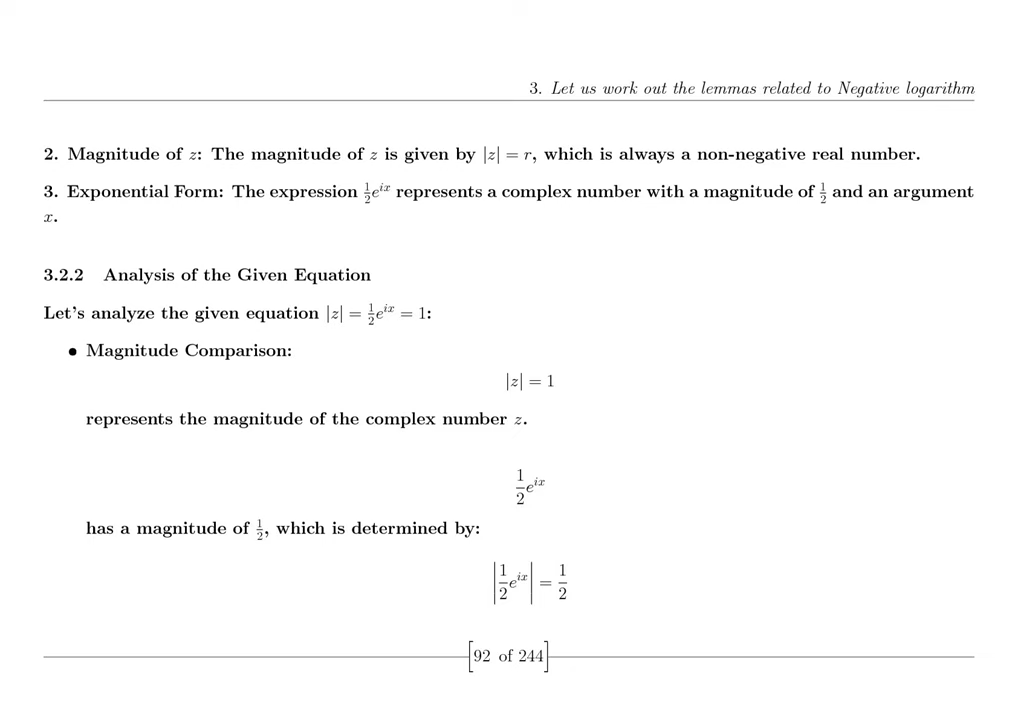 3. Let us work out the lemmas related to Negative logarithm
2. Magnitude of z: The magnitude of z is given by |z| = r, which is always a non-negative real number.
3. Exponential Form: The expression ½e^{ix} represents a complex number with a magnitude of ½ and an argument
x.
3.2.2 Analysis of the Given Equation
Let's analyze the given equation |z| = ½e^{ix} = 1:
• Magnitude Comparison:
|z| = 1
represents the magnitude of the complex number z.
½e^{ix}
has a magnitude of ½, which is determined by:
|½e^{ix}| = ½
[92 of 244]